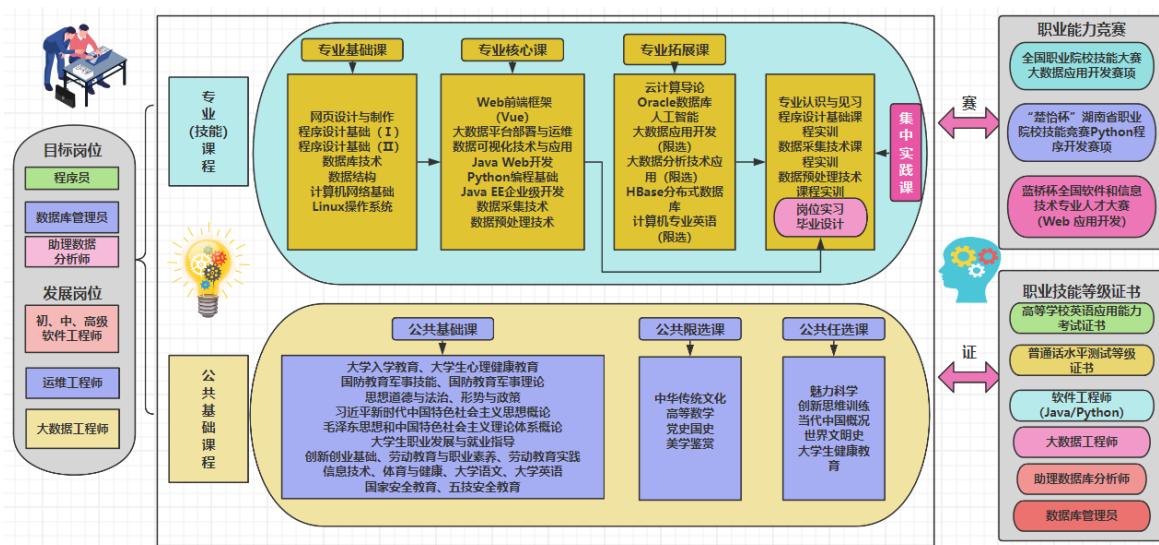 目标岗位
程序员
数据库管理员
助理数据
分析师
发展岗位
初、中、高级
软件工程师
运维工程师
大数据工程师
专
业
(技能)
课
程
专业基础课
网页设计与制作
程序设计基础（Ⅰ）
程序设计基础（Ⅱ）
数据库技术
数据结构
计算机网络基础
Linux操作系统
专业核心课
Web前端框架
(Vue)
大数据平台部署与运维
数据可视化技术与应用
Java Web开发
Python编程基础
Java EE企业级开发
数据采集技术
数据预处理技术
专业拓展课
云计算导论
Oracle数据库
人工智能
大数据应用开发
(限选)
大数据分析技术应
用（限选）
HBase分布式数据
库
计算机专业英语
(限选)
专业认识与见习
程序设计基础课
程实训
数据采集技术课
程实训
数据预处理技术
课程实训
岗位实习
毕业设计
集
中
实
践
课
公
共
基
础
课
程
公共基础课
大学入学教育、大学生心理健康教育
国防教育军事技能、国防教育军事理论
思想道德与法治、形势与政策
习近平新时代中国特色社会主义思想概论
毛泽东思想和中国特色社会主义理论体系概论
大学生职业发展与就业指导
创新创业基础、劳动教育与职业素养、劳动教育实践
信息技术、体育与健康、大学语文、大学英语
国家安全教育、五技安全教育
公共限选课
中华传统文化
高等数学
党史国史
美学鉴赏
公共任选课
魅力科学
创新思维训练
当代中国概况
世界文明史
大学生健康教
育
赛
证
职业能力竞赛
全国职业院校技能大赛
大数据应用开发赛项
“楚怡杯”湖南省职业
院校技能竞赛Python程
序开发赛项
蓝桥杯全国软件和信息
技术专业人才大赛
(Web 应用开发)
职业技能等级证书
高等学校英语应用能力
考试证书
普通话水平测试等级
证书
软件工程师
(Java/Python)
大数据工程师
助理数据库分析师
数据库管理员